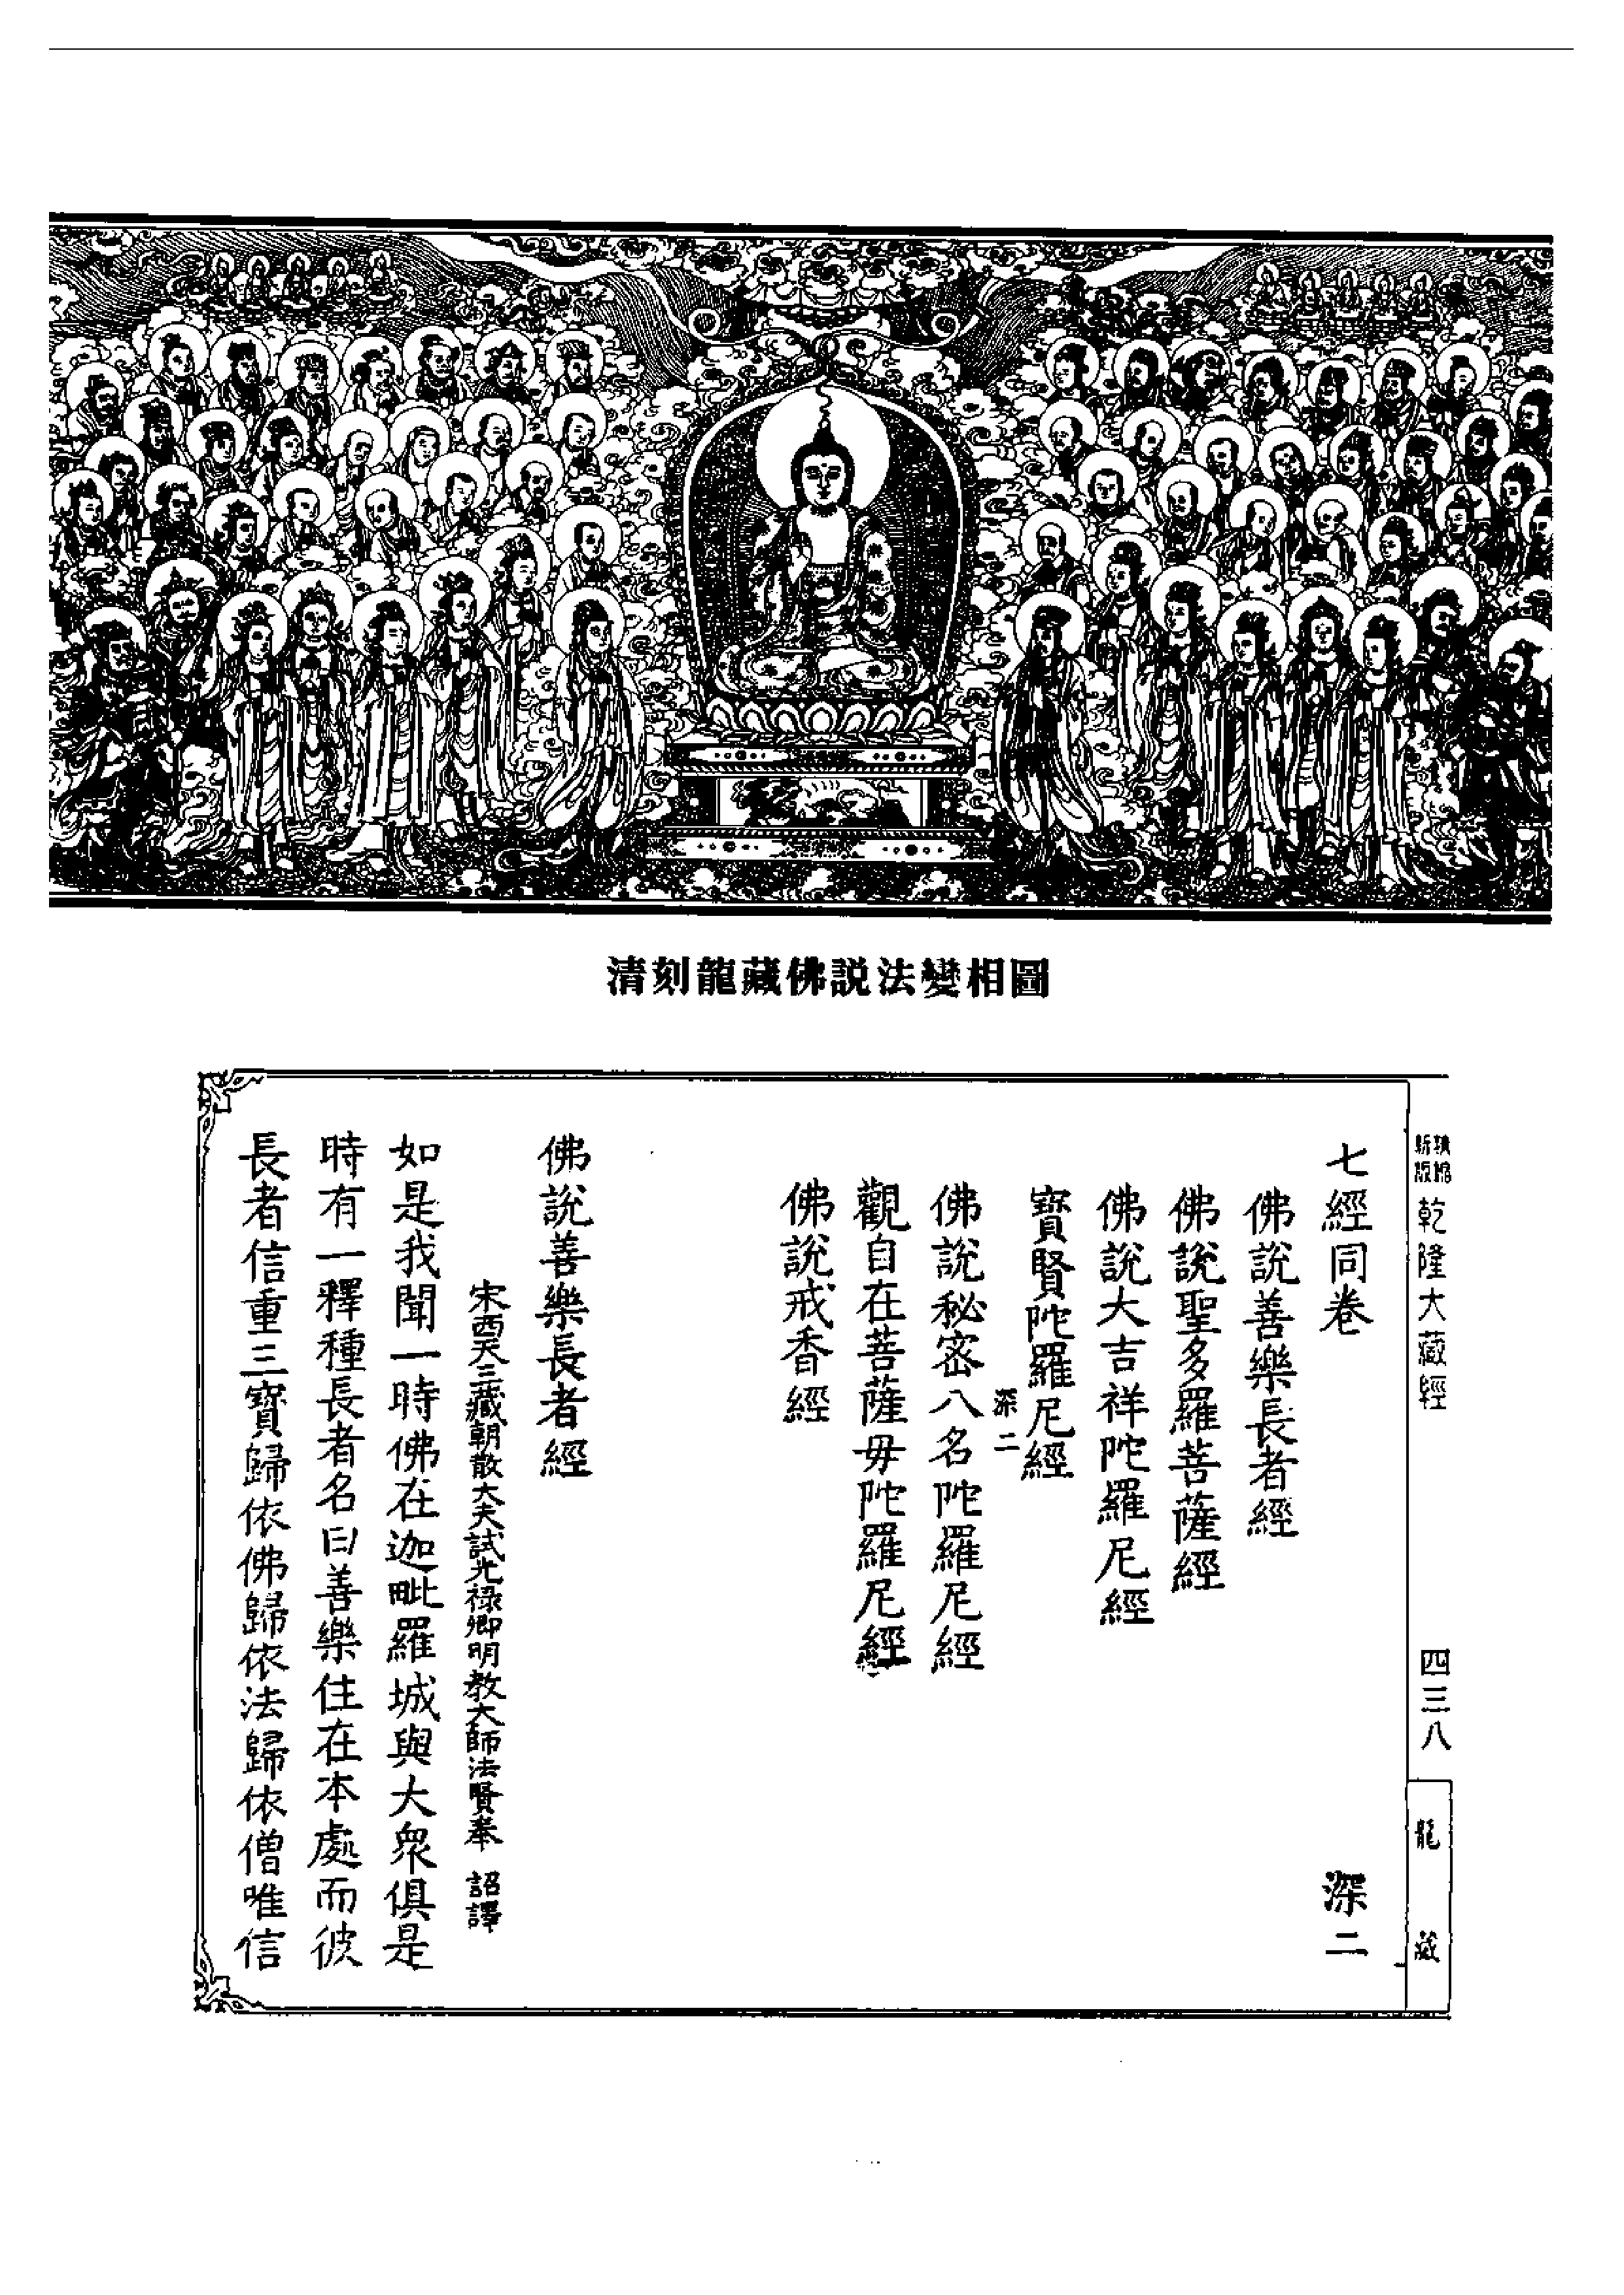 清刻龍藏佛説法變相圖
乾隆大藏經
四三八
龍藏
七經同卷
深二
佛說善樂長者經
佛說聖多羅菩薩經
佛說大吉祥陀羅尼經
寶賢陀羅尼經
深二
佛說秘密八名陀羅尼經
觀自在菩薩毋陀羅尼經
佛說戒香經
佛說善樂長者經
宋西天三藏朝散大夫試光祿卿明教大師法賢奉 詔譯
如是我聞一時佛在迦毗羅城與大衆俱是
時有一釋種長者名曰善樂住在本處而彼
長者信重三寶歸依佛歸依法歸依僧唯信